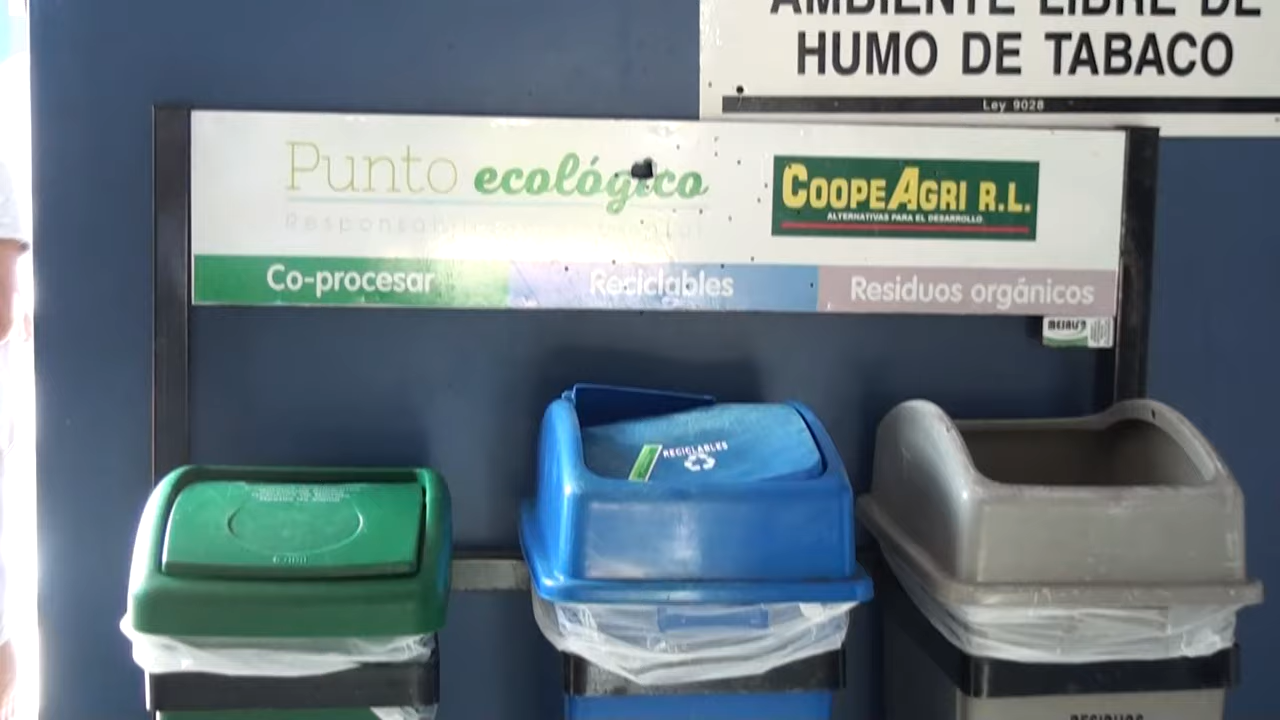 AMBIENTE LIBRE DE
HUMO DE TABACO
Ley 9028
Punto ecológico
COOPEAGRI R.L.
ALTERNATIVAS PARA EL DESARROLLO
Co-procesar
Reciclables
Residuos orgánicos
RECICLABLES
RESIDUOS